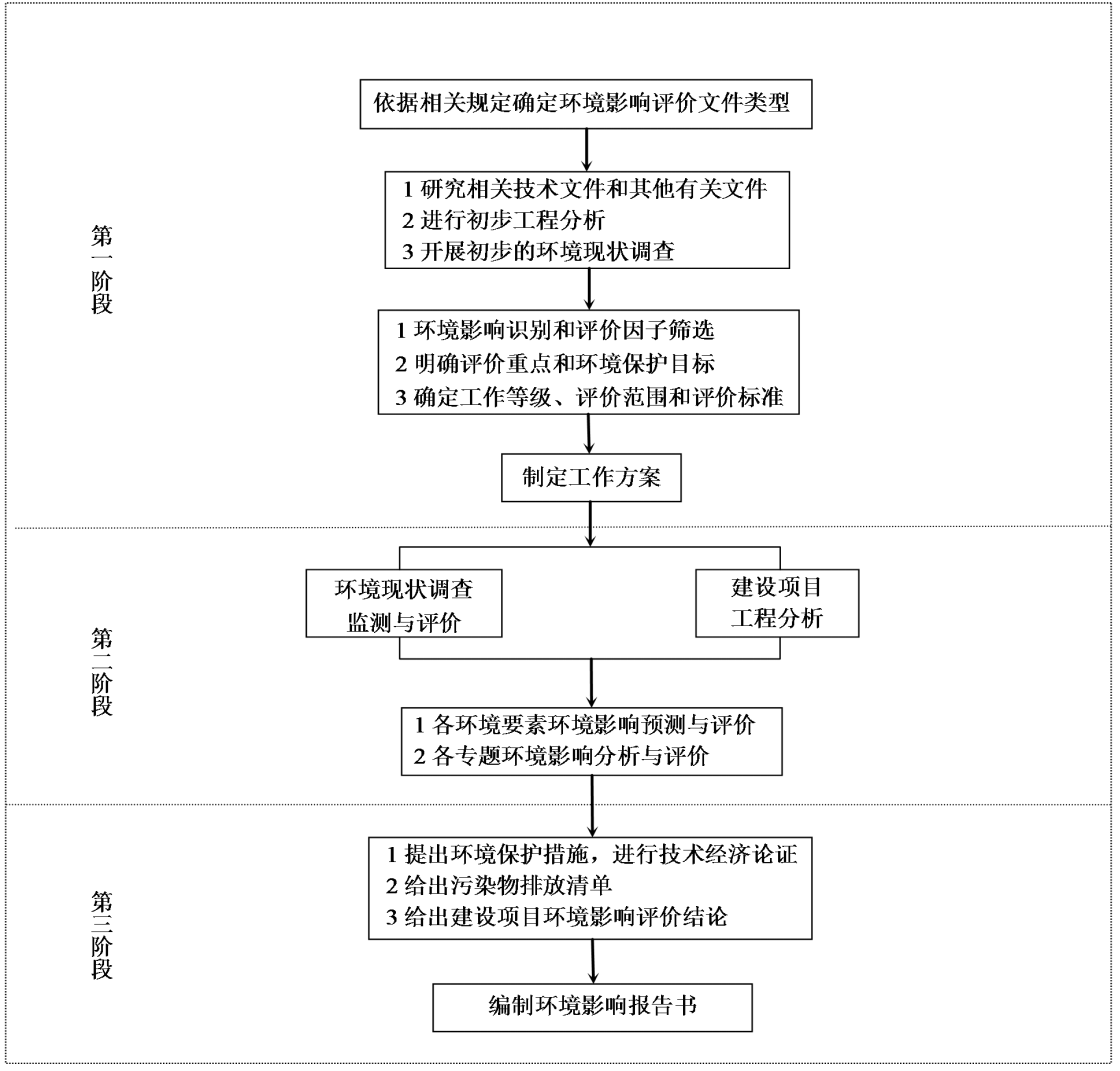 依据相关规定确定环境影响评价文件类型
1 研究相关技术文件和其他有关文件
2 进行初步工程分析
3 开展初步的环境现状调查
第一阶段
1 环境影响识别和评价因子筛选
2 明确评价重点和环境保护目标
3 确定工作等级、评价范围和评价标准
制定工作方案
环境现状调查
监测与评价
建设项目
工程分析
第二阶段
1 各环境要素环境影响预测与评价
2 各专题环境影响分析与评价
1 提出环境保护措施，进行技术经济论证
2 给出污染物排放清单
3 给出建设项目环境影响评价结论
第三阶段
编制环境影响报告书